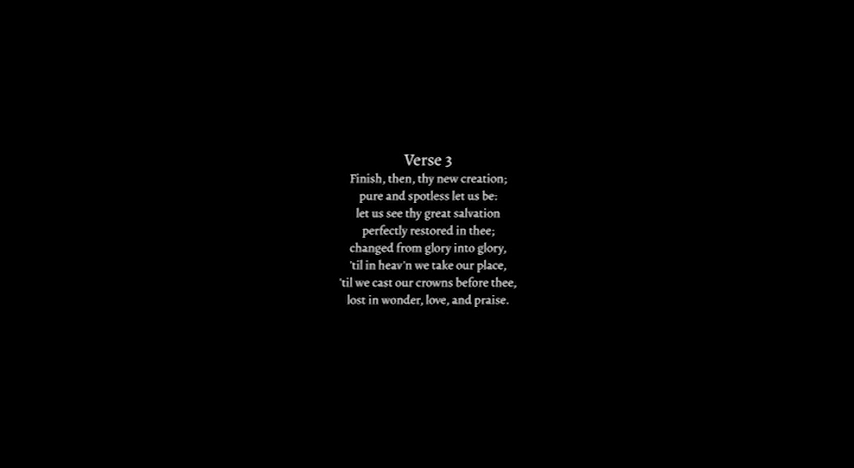 Verse 3
Finish, then, thy new creation;
pure and spotless let us be:
let us see thy great salvation
perfectly restored in thee;
changed from glory into glory,
'til in heav'n we take our place,
'til we cast our crowns before thee,
lost in wonder, love, and praise.